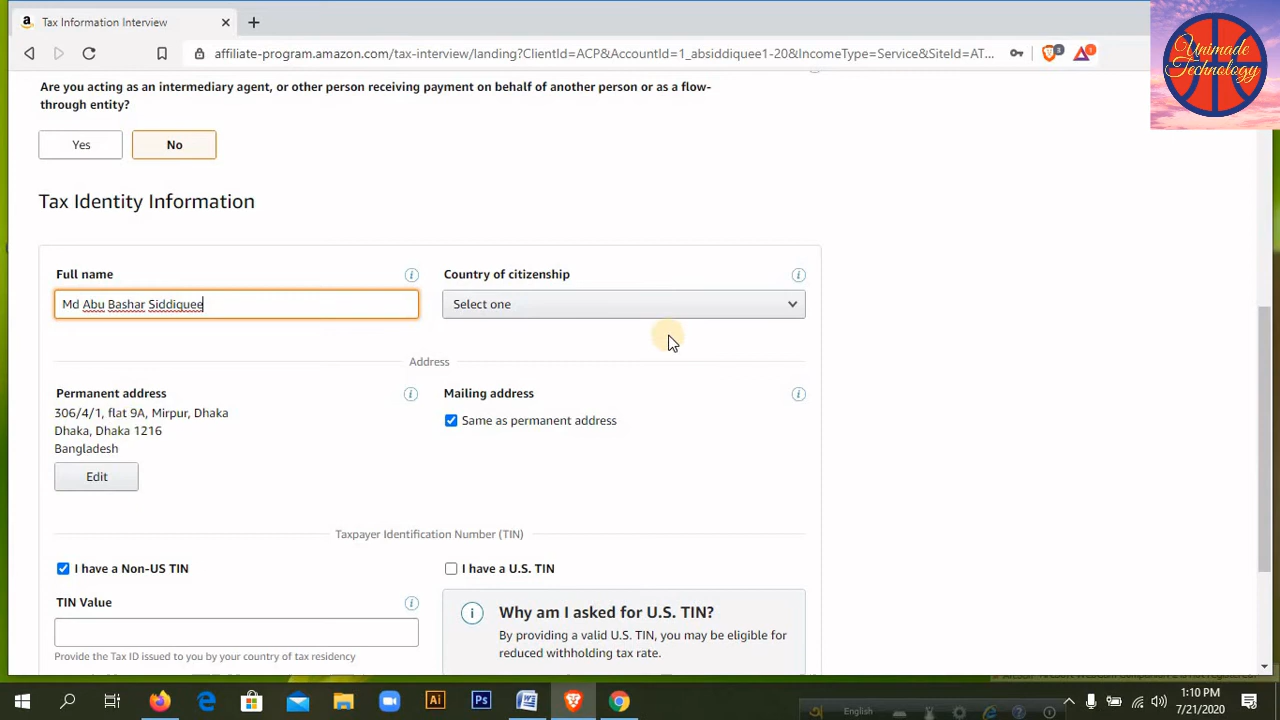 Tax Information Interview
affiliate-program.amazon.com/tax-interview/landing?ClientId=ACP&AccountId=1_absiddiquee1-20&IncomeType=Service&SiteId=AT...
Unimade
Technology
Are you acting as an intermediary agent, or other person receiving payment on behalf of another person or as a flow-
through entity?
Yes
No
Tax Identity Information
Full name
Country of citizenship
Md Abu Bashar Siddiquee
Select one
Address
Permanent address
Mailing address
306/4/1, flat 9A, Mirpur, Dhaka
Same as permanent address
Dhaka, Dhaka 1216
Bangladesh
Edit
Taxpayer Identification Number (TIN)
I have a Non-US TIN
I have a U.S. TIN
TIN Value
Why am I asked for U.S. TIN?
By providing a valid U.S. TIN, you may be eligible for
reduced withholding tax rate.
Provide the Tax ID issued to you by your country of tax residency
English
1:10 PM
7/21/2020